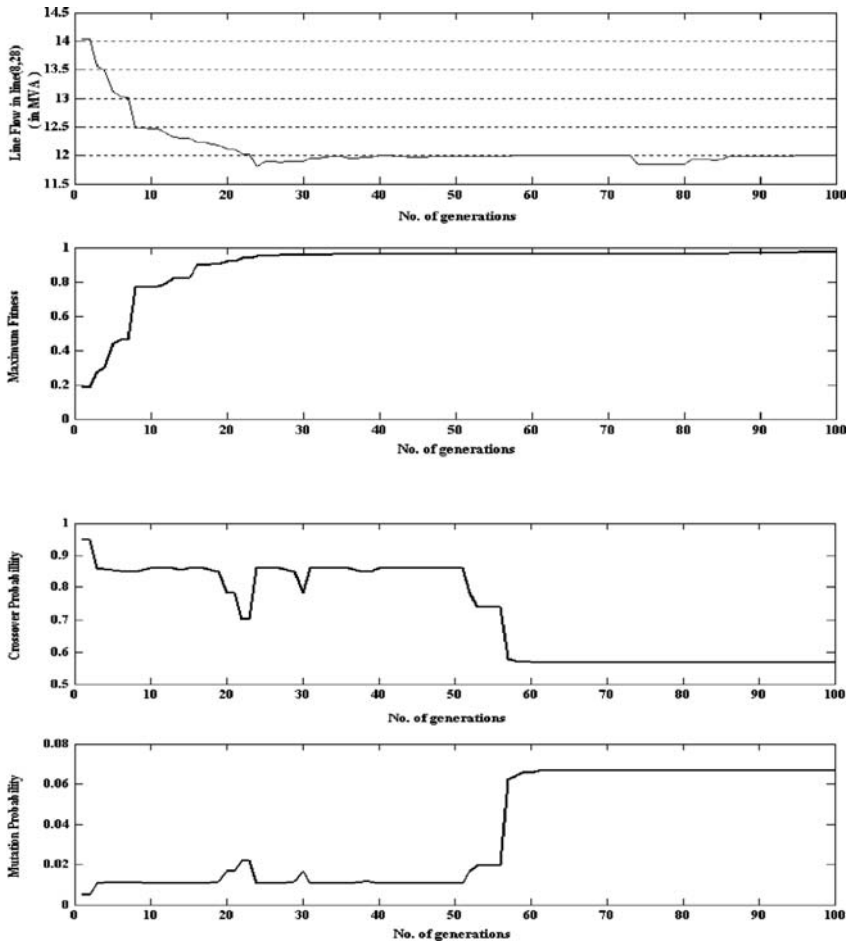 14.5
14
13.5
13
12.5
12
11.5
Line Flow in line(8,28)
( in MVA )
0 10 20 30 40 50 60 70 80 90 100
No. of generations
1
0.8
0.6
0.4
0.2
0
Maximum Fitness
0 10 20 30 40 50 60 70 80 90 100
No. of generations
1
0.9
0.8
0.7
0.6
0.5
Crossover Probabillity
0 10 20 30 40 50 60 70 80 90 100
No. of generations
0.08
0.06
0.04
0.02
0
Mutation Probability
0 10 20 30 40 50 60 70 80 90 100
No. of generations